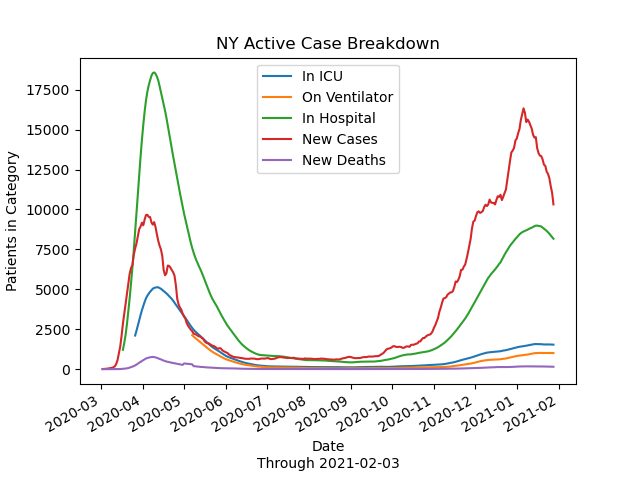 NY Active Case Breakdown
In ICU
On Ventilator
In Hospital
New Cases
New Deaths
Patients in Category
17500
15000
12500
10000
7500
5000
2500
0
2020-03
2020-04
2020-05
2020-06
2020-07
2020-08
2020-09
2020-10
2020-11
2020-12
2021-01
2021-02
Date
Through 2021-02-03